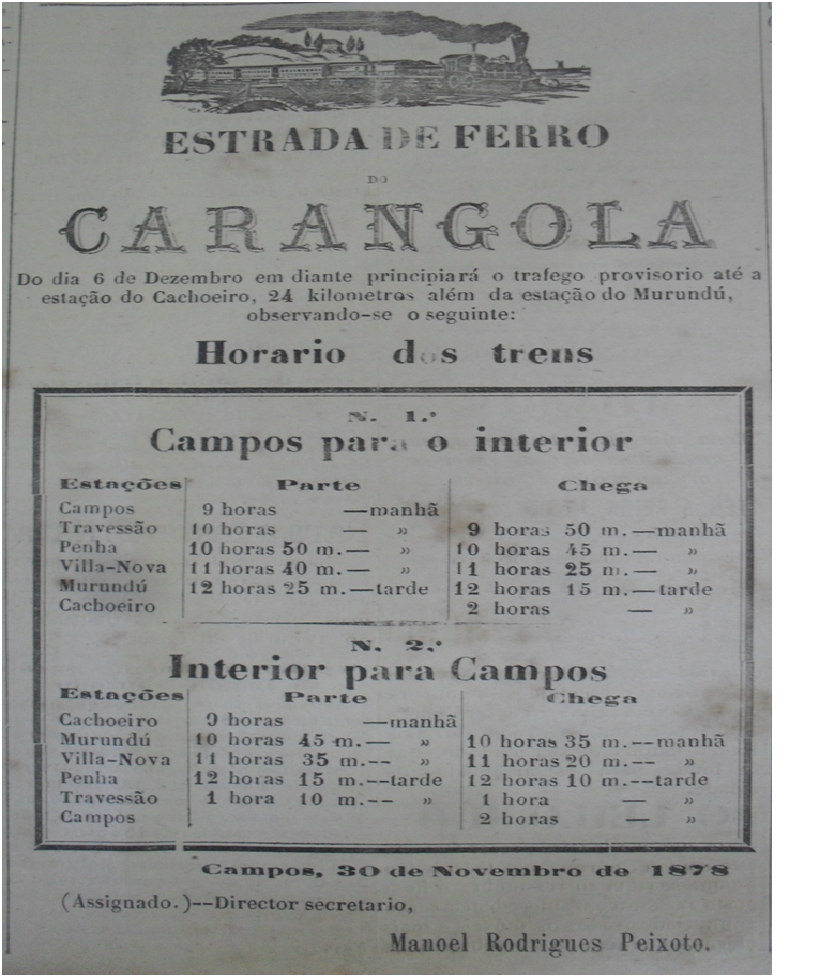 ESTRADA DE FERRO
DO
CARANGOLA
Do dia 6 de Dezembro em diante principiará o trafego provisorio até a
estação do Cachoeiro, 24 kilometros além da estação do Murundú,
observando-se o seguinte:
Horario dos trens
N. 1.º
Campos para o interior
Estações Parte Chega
Campos 9 horas —manhã
Travessão 10 horas — » 9 horas 50 m.—manhã
Penha 10 horas 50 m.— » 10 horas 45 m.— »
Villa-Nova 11 horas 40 m.— » 11 horas 25 m.— »
Murundú 12 horas 25 m.—tarde 12 horas 15 m.—tarde
Cachoeiro 2 horas — »
N. 2.º
Interior para Campos
Estações Parte Chega
Cachoeiro 9 horas —manhã
Murundú 10 horas 45 m.— » 10 horas 35 m.--manhã
Villa-Nova 11 horas 35 m.-- » 11 horas 20 m.-- »
Penha 12 horas 15 m.--tarde 12 horas 10 m.--tarde
Travessão 1 hora 10 m.-- » 1 hora — »
Campos 2 horas — »
Campos, 30 de Novembro de 1878
(Assignado.)--Director secretario,
Manoel Rodrigues Peixoto.